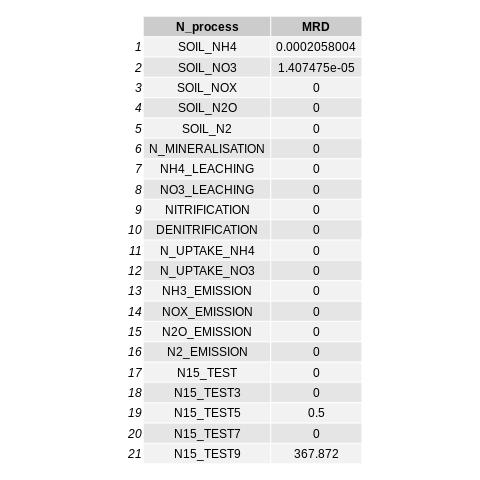 N_process MRD
1 SOIL_NH4 0.0002058004
2 SOIL_NO3 1.407475e-05
3 SOIL_NOX 0
4 SOIL_N2O 0
5 SOIL_N2 0
6 N_MINERALISATION 0
7 NH4_LEACHING 0
8 NO3_LEACHING 0
9 NITRIFICATION 0
10 DENITRIFICATION 0
11 N_UPTAKE_NH4 0
12 N_UPTAKE_NO3 0
13 NH3_EMISSION 0
14 NOX_EMISSION 0
15 N2O_EMISSION 0
16 N2_EMISSION 0
17 N15_TEST 0
18 N15_TEST3 0
19 N15_TEST5 0.5
20 N15_TEST7 0
21 N15_TEST9 367.872